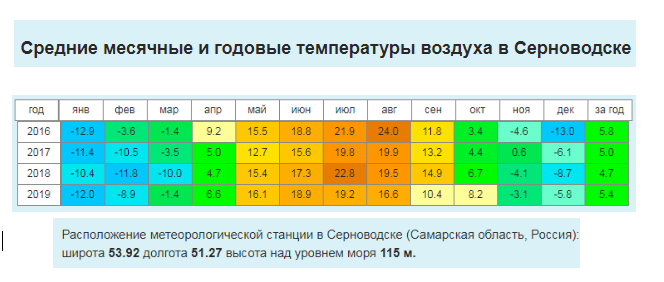 Средние месячные и годовые температуры воздуха в Серноводске
год янв фев мар апр май июн июл авг сен окт ноя дек за год
2016 -12.9 -3.6 -1.4 9.2 15.5 18.8 21.9 24.0 11.8 3.4 -4.6 -13.0 5.8
2017 -11.4 -10.5 -3.5 5.0 12.7 15.6 19.8 19.9 13.2 4.4 0.6 -6.1 5.0
2018 -10.4 -11.8 -10.0 4.7 15.4 17.3 22.8 19.5 14.9 6.7 -4.1 -8.7 4.7
2019 -12.0 -8.9 -1.4 6.6 16.1 18.9 19.2 16.6 10.4 8.2 -3.1 -5.8 5.4
Расположение метеорологической станции в Серноводске (Самарская область, Россия):
широта 53.92 долгота 51.27 высота над уровнем моря 115 м.